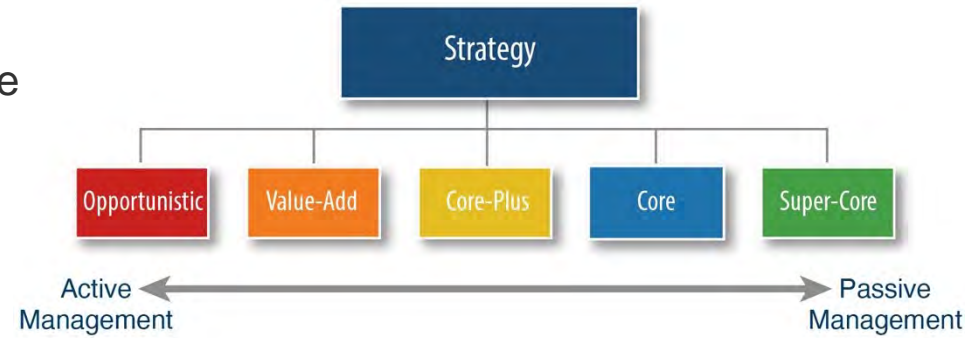 Strategy
e
Opportunistic
Value-Add
Core-Plus
Core
Super-Core
Active
Management
Passive
Management